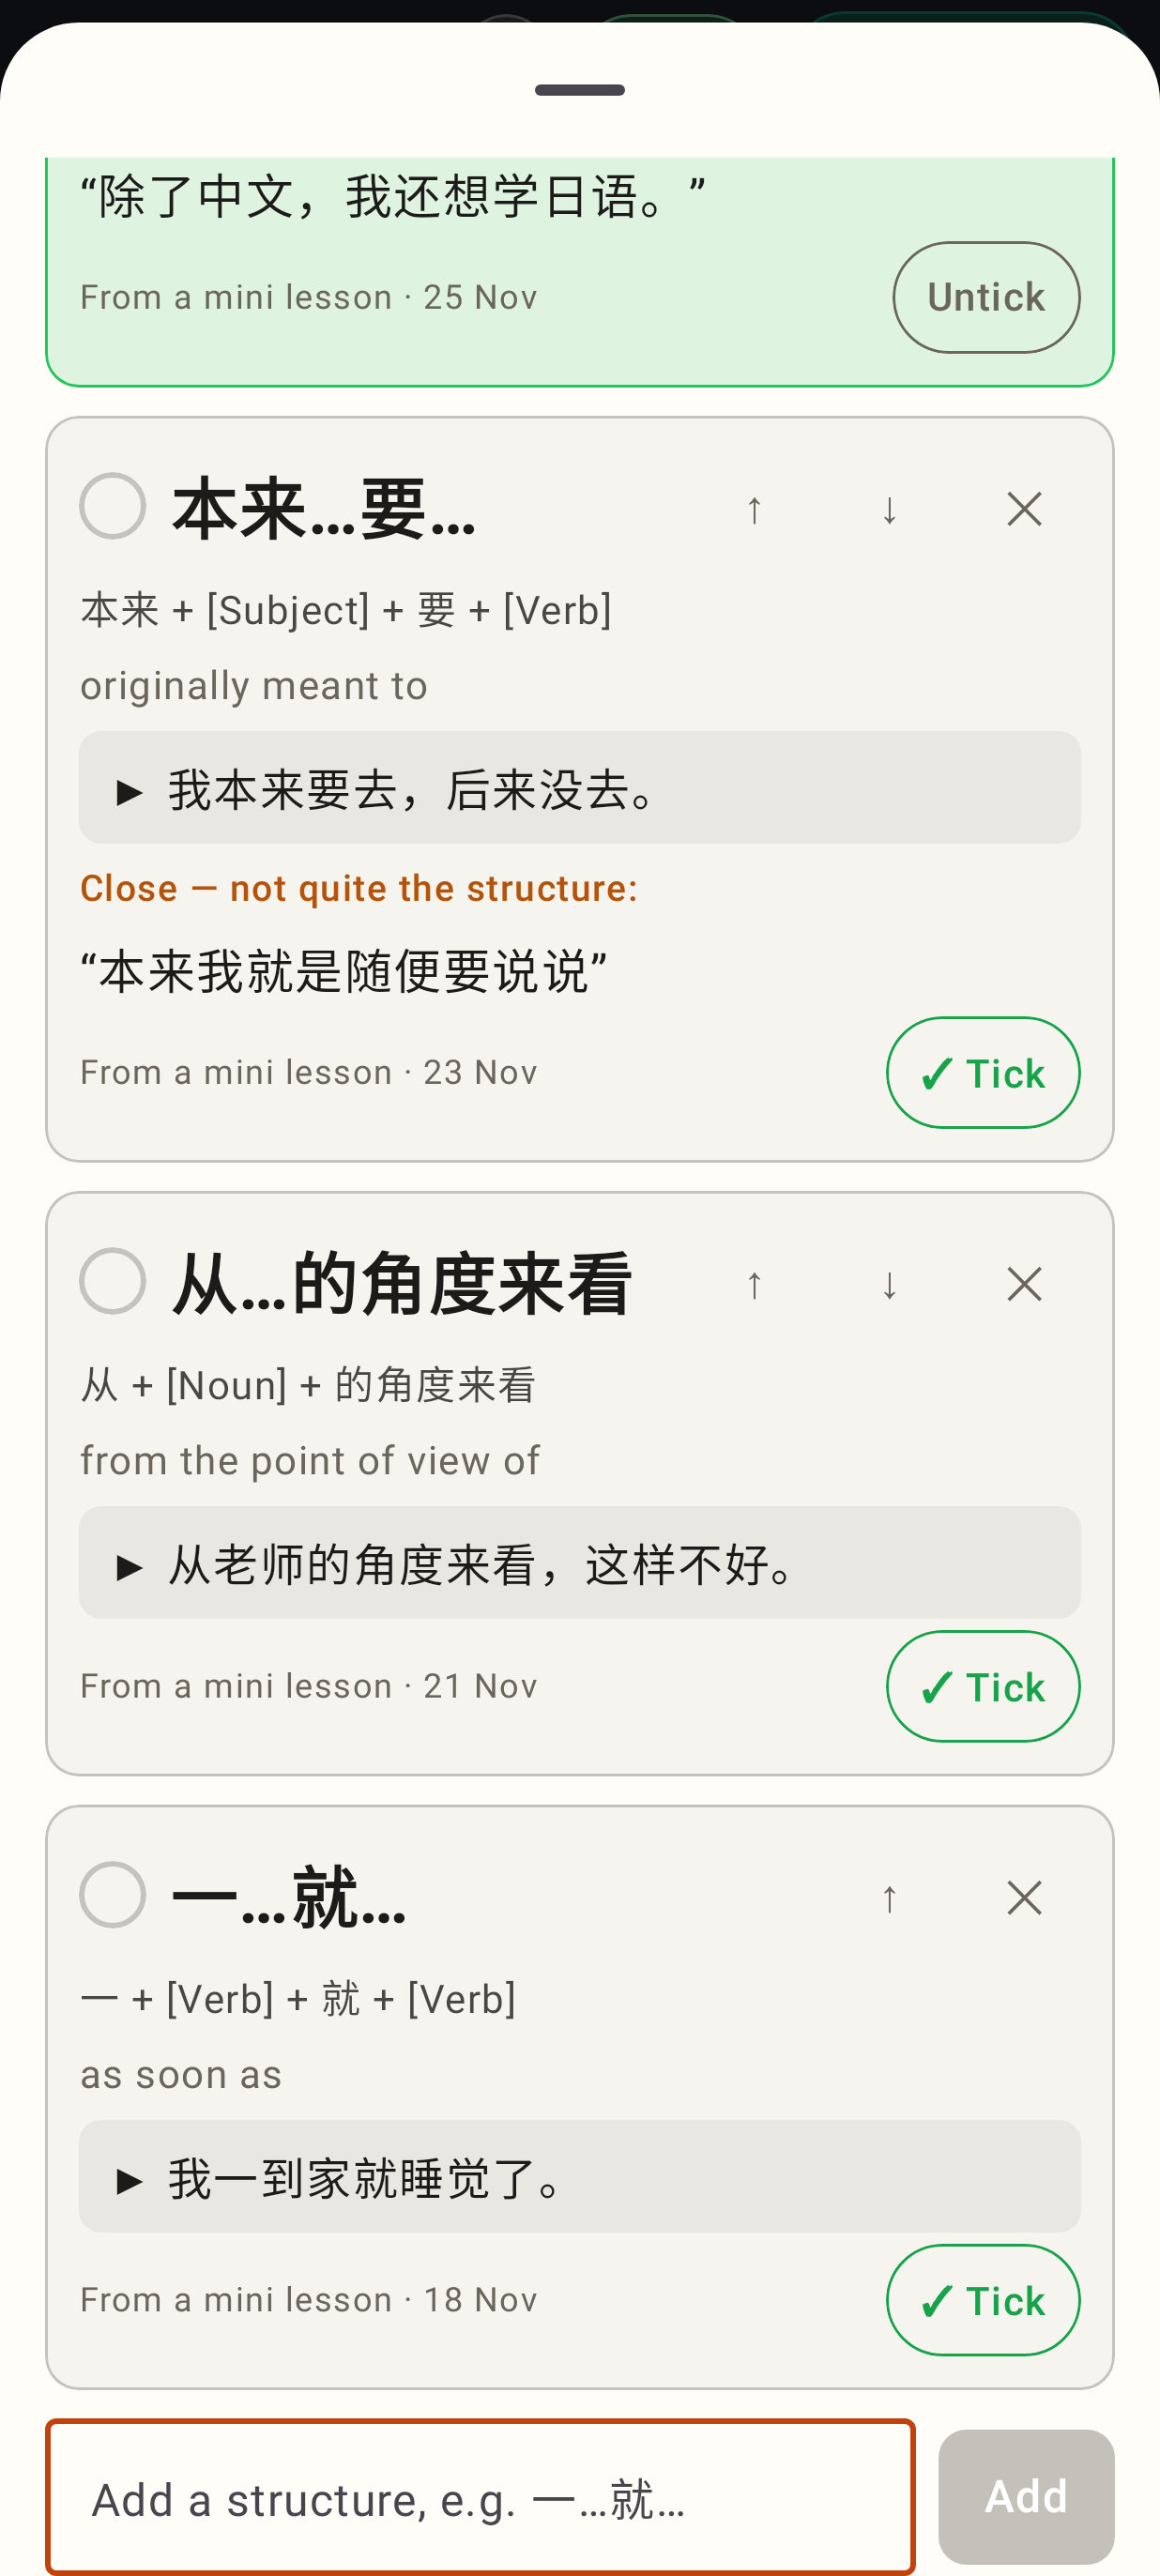 “除了中文，我还想学日语。”
From a mini lesson · 25 Nov
Untick
本来…要…
↑ ↓ ×
本来 + [Subject] + 要 + [Verb]
originally meant to
▶ 我本来要去，后来没去。
Close — not quite the structure:
“本来我就是随便要说说”
From a mini lesson · 23 Nov
✓ Tick
从…的角度来看
↑ ↓ ×
从 + [Noun] + 的角度来看
from the point of view of
▶ 从老师的角度来看，这样不好。
From a mini lesson · 21 Nov
✓ Tick
一…就…
↑ ×
一 + [Verb] + 就 + [Verb]
as soon as
▶ 我一到家就睡觉了。
From a mini lesson · 18 Nov
✓ Tick
Add a structure, e.g. 一…就…
Add